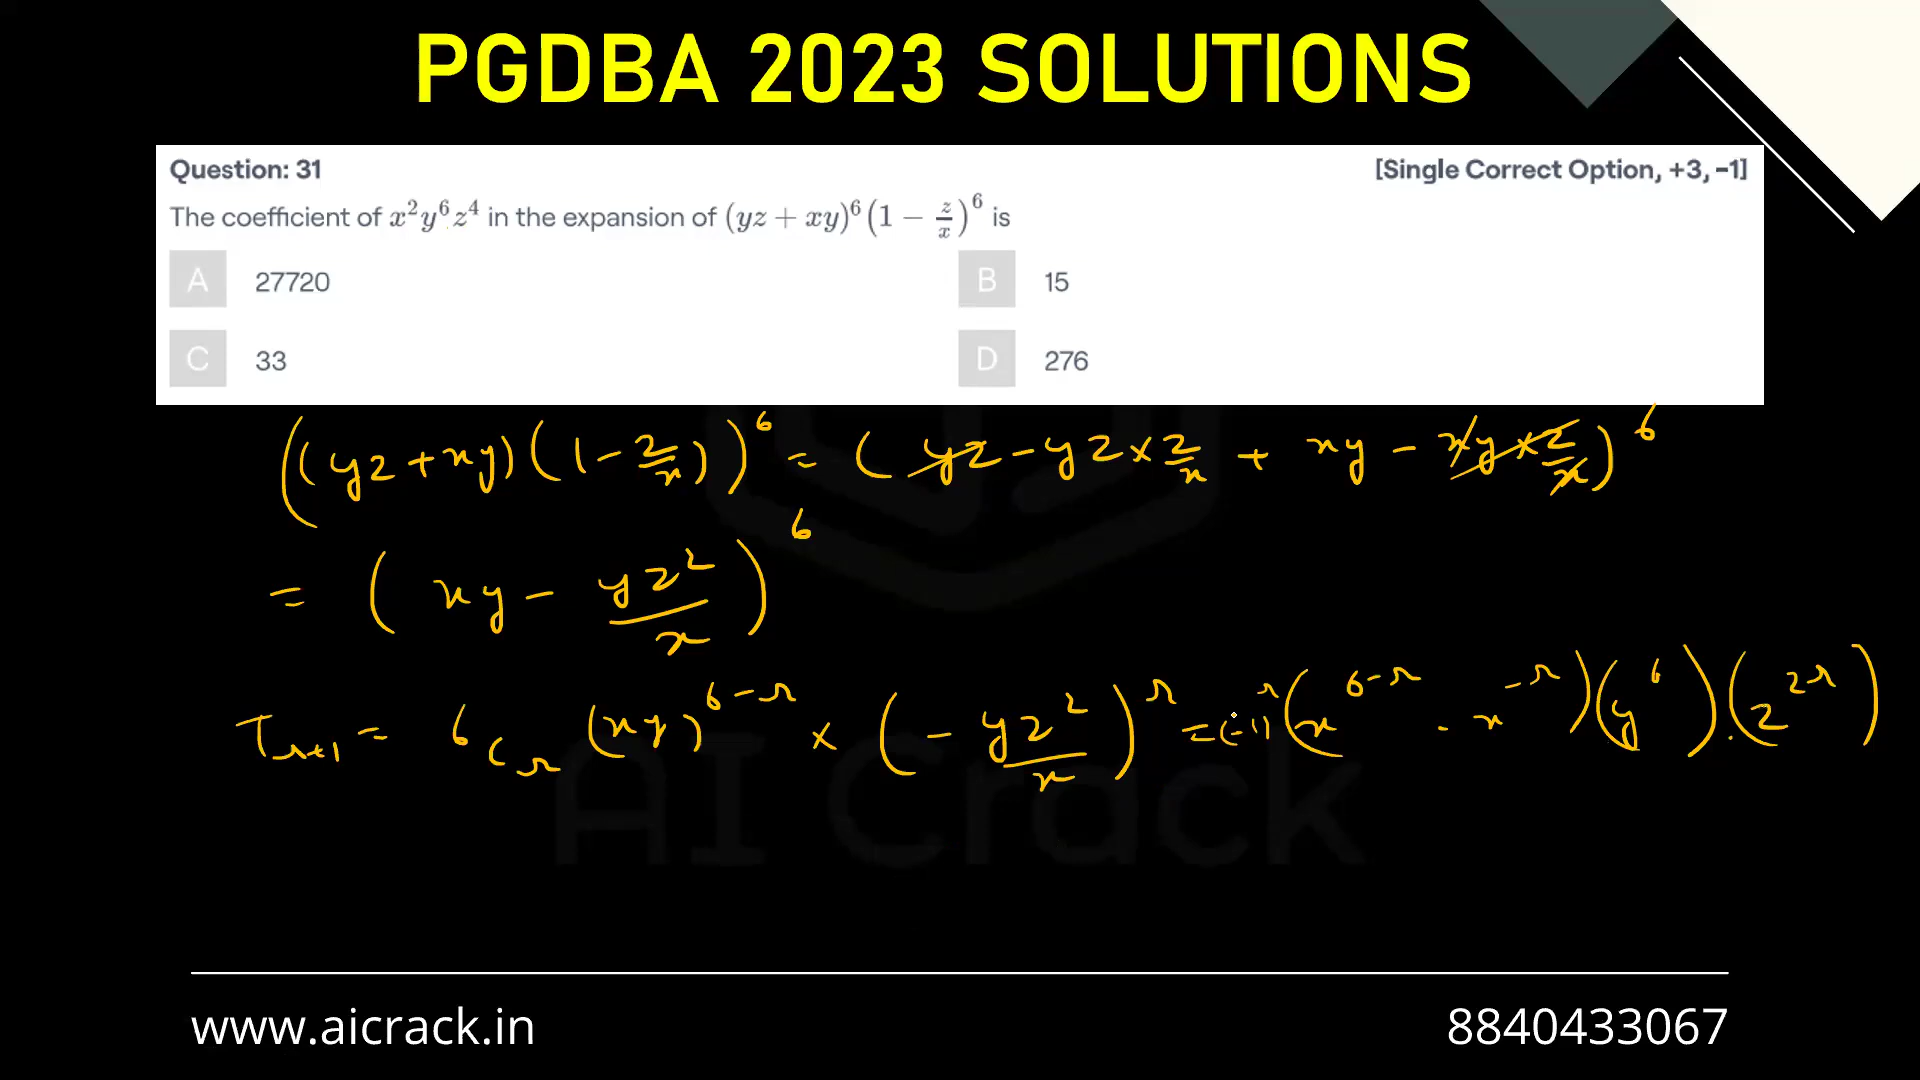 PGDBA 2023 SOLUTIONS
Question: 31 [Single Correct Option, +3, −1]
The coefficient of x²y⁶z⁴ in the expansion of (yz + xy)⁶(1 − z/x)⁶ is
A 27720 B 15
C 33 D 276
((yz+xy)(1−z/x))⁶ = (yz−yz×z/x + xy − xy×z/x)⁶
= (xy − yz²/x)⁶
Tr+1 = 6Cr (xy)^6−r × (−yz²/x)^r = (−1)^r (x^6−r . x^−r)(y⁶).(z^2r)
AI Crack
www.aicrack.in 8840433067